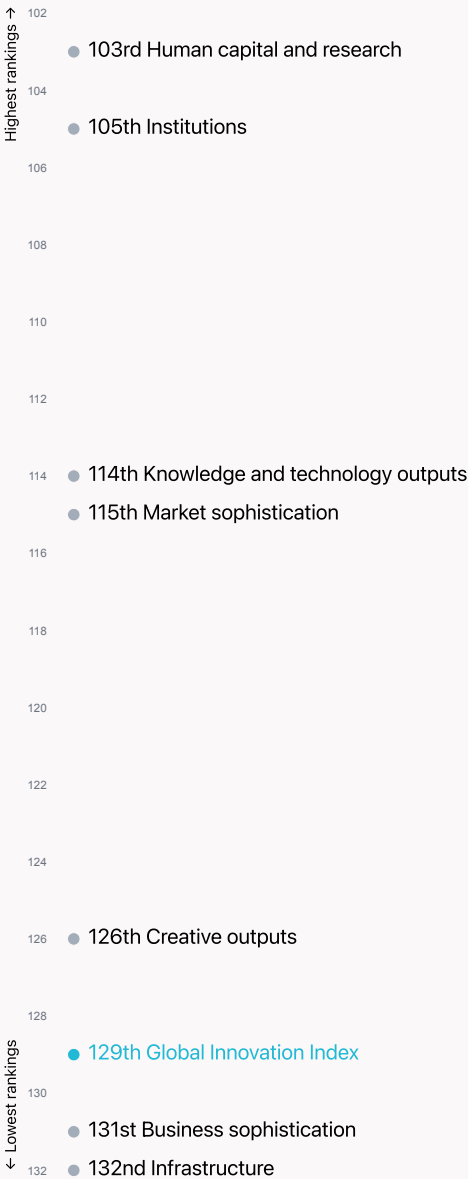 Highest rankings →
102
103rd Human capital and research
104
105th Institutions
106
108
110
112
114
114th Knowledge and technology outputs
115th Market sophistication
116
118
120
122
124
126
126th Creative outputs
128
129th Global Innovation Index
130
← Lowest rankings
131st Business sophistication
132
132nd Infrastructure